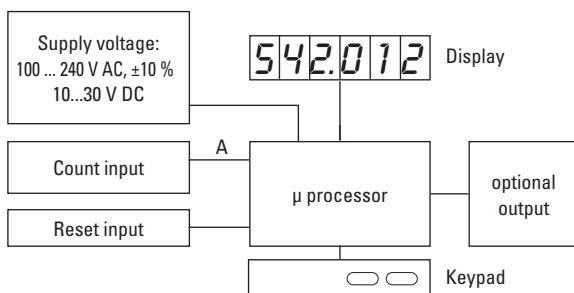 Supply voltage:
100 ... 240 V AC, ±10 %
10...30 V DC
542.012
Display
Count input
A
Reset input
µ processor
optional
output
Keypad